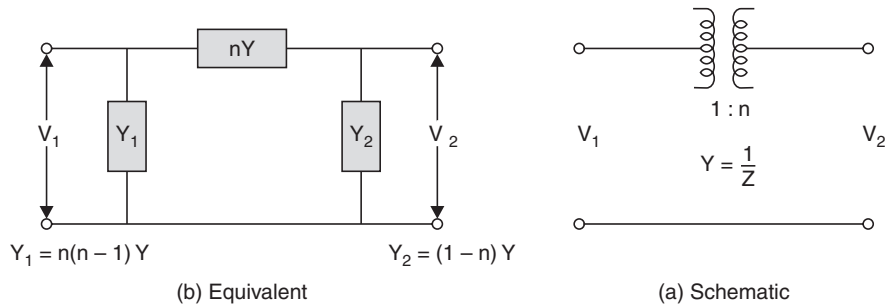 nY
V₁
Y₁
Y₂
V₂
Y₁ = n(n – 1) Y
Y₂ = (1 – n) Y
(b) Equivalent
1 : n
V₁
V₂
Y = 1/Z
(a) Schematic